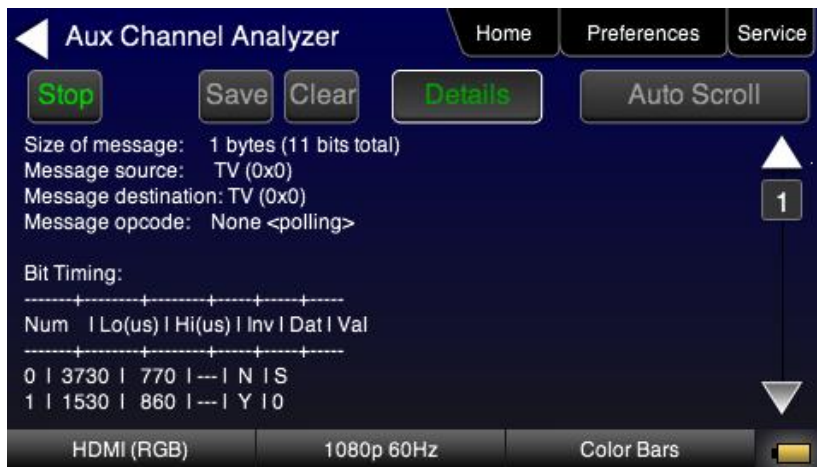 Aux Channel Analyzer Home Preferences Service
Stop Save Clear Details Auto Scroll
Size of message: 1 bytes (11 bits total)
Message source: TV (0x0)
Message destination: TV (0x0)
1
Message opcode: None <polling>
Bit Timing:
-------+--------+--------+-----+-----+-----
Num | Lo(us) | Hi(us) | Inv | Dat | Val
-------+--------+--------+-----+-----+-----
0 | 3730 | 770 |---| N | S
1 | 1530 | 860 |---| Y | 0
HDMI (RGB) 1080p 60Hz Color Bars